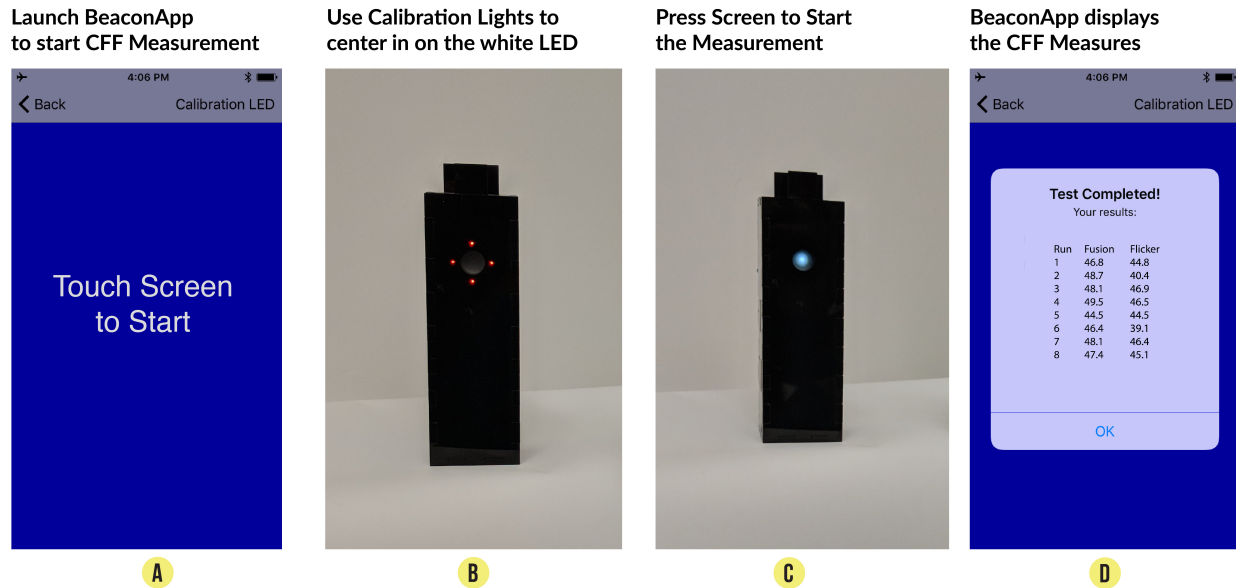 Launch BeaconApp
to start CFF Measurement
Use Calibration Lights to
center in on the white LED
Press Screen to Start
the Measurement
BeaconApp displays
the CFF Measures
4:06 PM
Back
Calibration LED
Touch Screen
to Start
4:06 PM
Back
Calibration LED
Test Completed!
Your results:
Run Fusion Flicker
1 46.8 44.8
2 48.7 40.4
3 48.1 46.9
4 49.5 46.5
5 44.5 44.5
6 46.4 39.1
7 48.1 46.4
8 47.4 45.1
OK
A
B
C
D